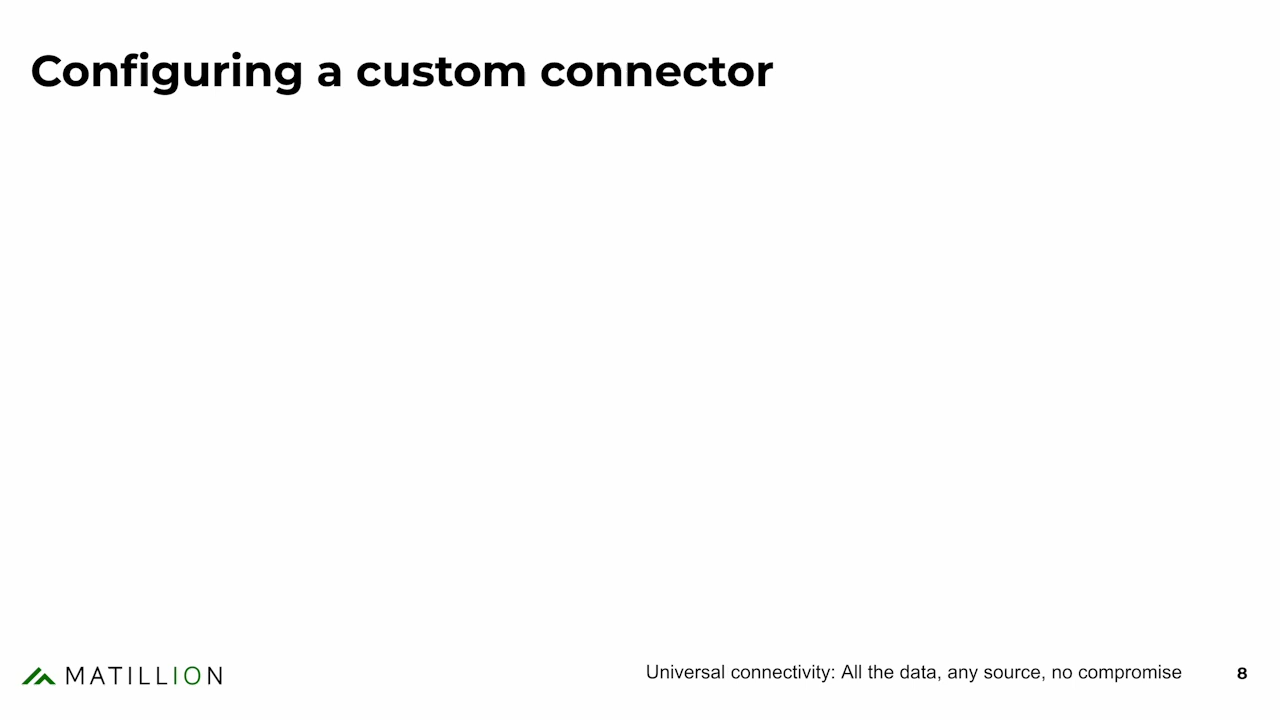 Configuring a custom connector
MATILLION
Universal connectivity: All the data, any source, no compromise
8